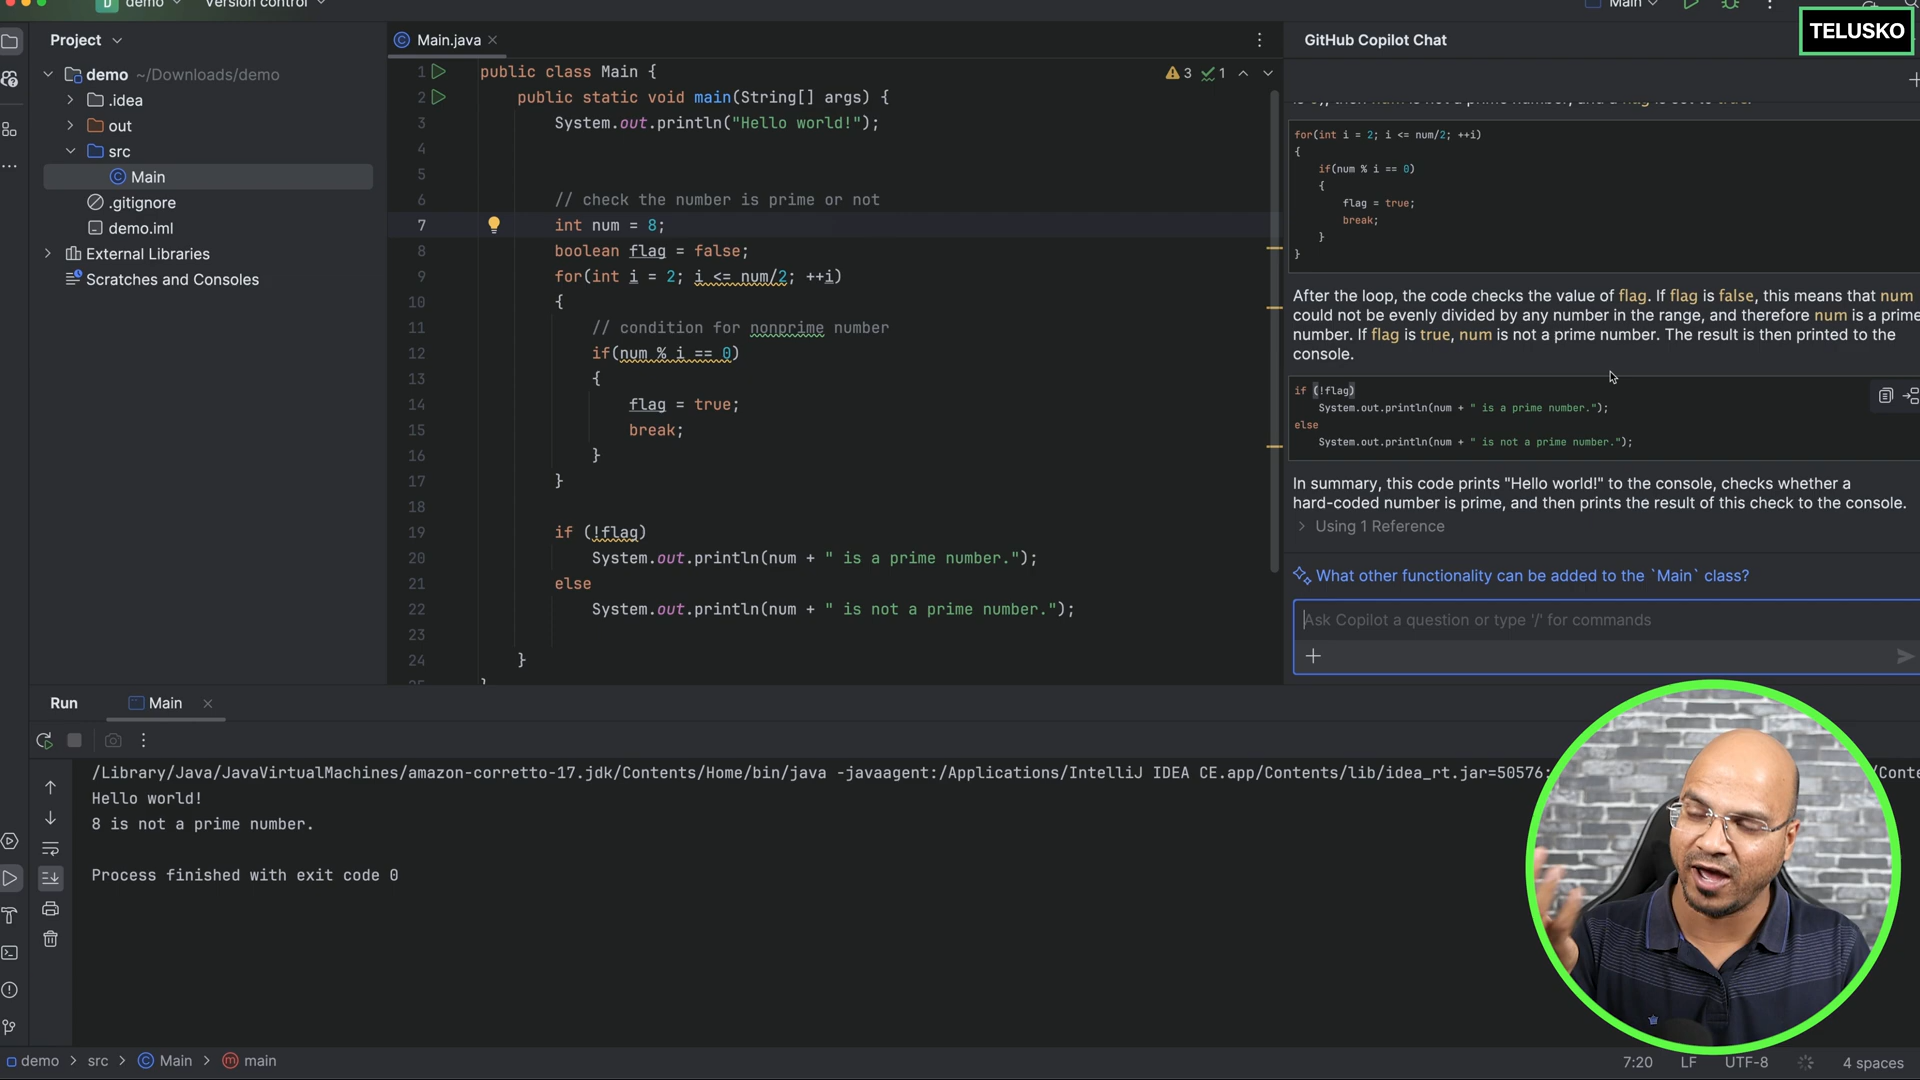 demo
Version control
Main
TELUSKO
Project
Main.java
GitHub Copilot Chat
demo ~/Downloads/demo
.idea
out
src
Main
.gitignore
demo.iml
External Libraries
Scratches and Consoles
3 1
1 public class Main {
2 public static void main(String[] args) {
3 System.out.println("Hello world!");
4
5
6 // check the number is prime or not
7 int num = 8;
8 boolean flag = false;
9 for(int i = 2; i <= num/2; ++i)
10 {
11 // condition for nonprime number
12 if(num % i == 0)
13 {
14 flag = true;
15 break;
16 }
17 }
18
19 if (!flag)
20 System.out.println(num + " is a prime number.");
21 else
22 System.out.println(num + " is not a prime number.");
23
24 }
for(int i = 2; i <= num/2; ++i)
{
if(num % i == 0)
{
flag = true;
break;
}
}
After the loop, the code checks the value of flag. If flag is false, this means that num
could not be evenly divided by any number in the range, and therefore num is a prime
number. If flag is true, num is not a prime number. The result is then printed to the
console.
if (!flag)
System.out.println(num + " is a prime number.");
else
System.out.println(num + " is not a prime number.");
In summary, this code prints "Hello world!" to the console, checks whether a
hard-coded number is prime, and then prints the result of this check to the console.
Using 1 Reference
What other functionality can be added to the `Main` class?
Ask Copilot a question or type '/' for commands
Run Main
/Library/Java/JavaVirtualMachines/amazon-corretto-17.jdk/Contents/Home/bin/java -javaagent:/Applications/IntelliJ IDEA CE.app/Contents/lib/idea_rt.jar=50576:
Hello world!
8 is not a prime number.
Process finished with exit code 0
demo > src > Main > main
7:20 LF UTF-8 4 spaces